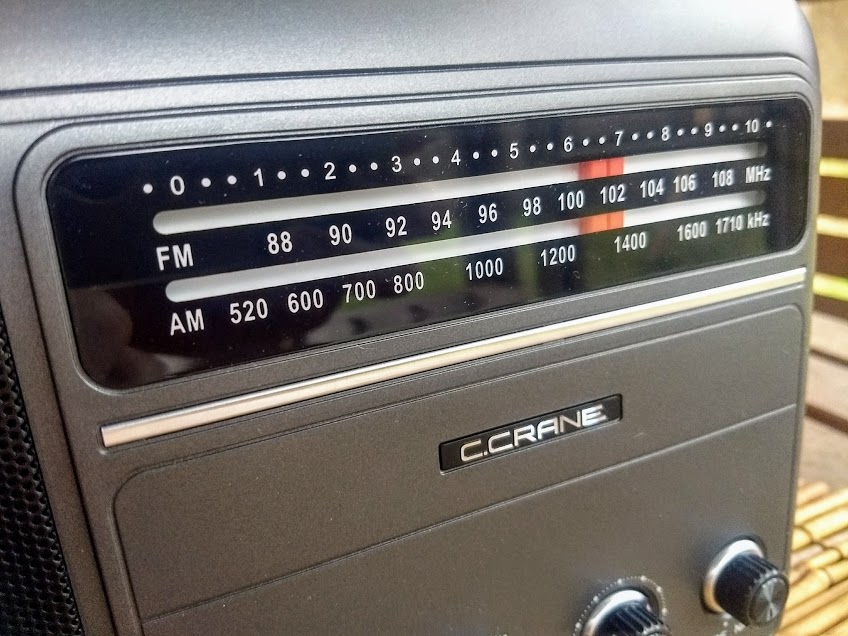 • 0 • • 1 • • 2 • • 3 • • 4 • • 5 • • 6 • • 7 • • 8 • • 9 • • 10 •
FM 88 90 92 94 96 98 100 102 104 106 108 MHz
AM 520 600 700 800 1000 1200 1400 1600 1710 kHz
C.CRANE